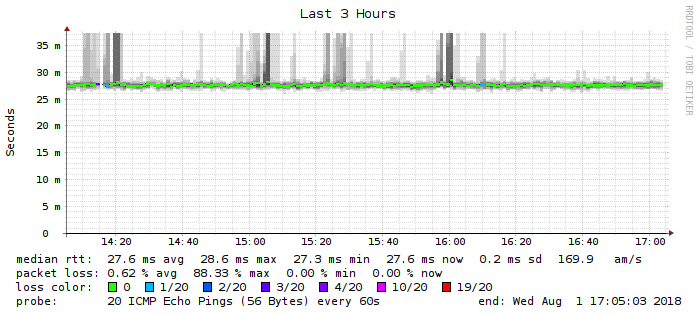 Last 3 Hours
RRDTOOL / TOBI OETIKER
Seconds
35 m
30 m
25 m
20 m
15 m
10 m
5 m
0
14:20 14:40 15:00 15:20 15:40 16:00 16:20 16:40 17:00
median rtt: 27.6 ms avg 28.6 ms max 27.3 ms min 27.6 ms now 0.2 ms sd 169.9 am/s
packet loss: 0.62 % avg 88.33 % max 0.00 % min 0.00 % now
loss color: 0 1/20 2/20 3/20 4/20 10/20 19/20
probe: 20 ICMP Echo Pings (56 Bytes) every 60s end: Wed Aug 1 17:05:03 2018